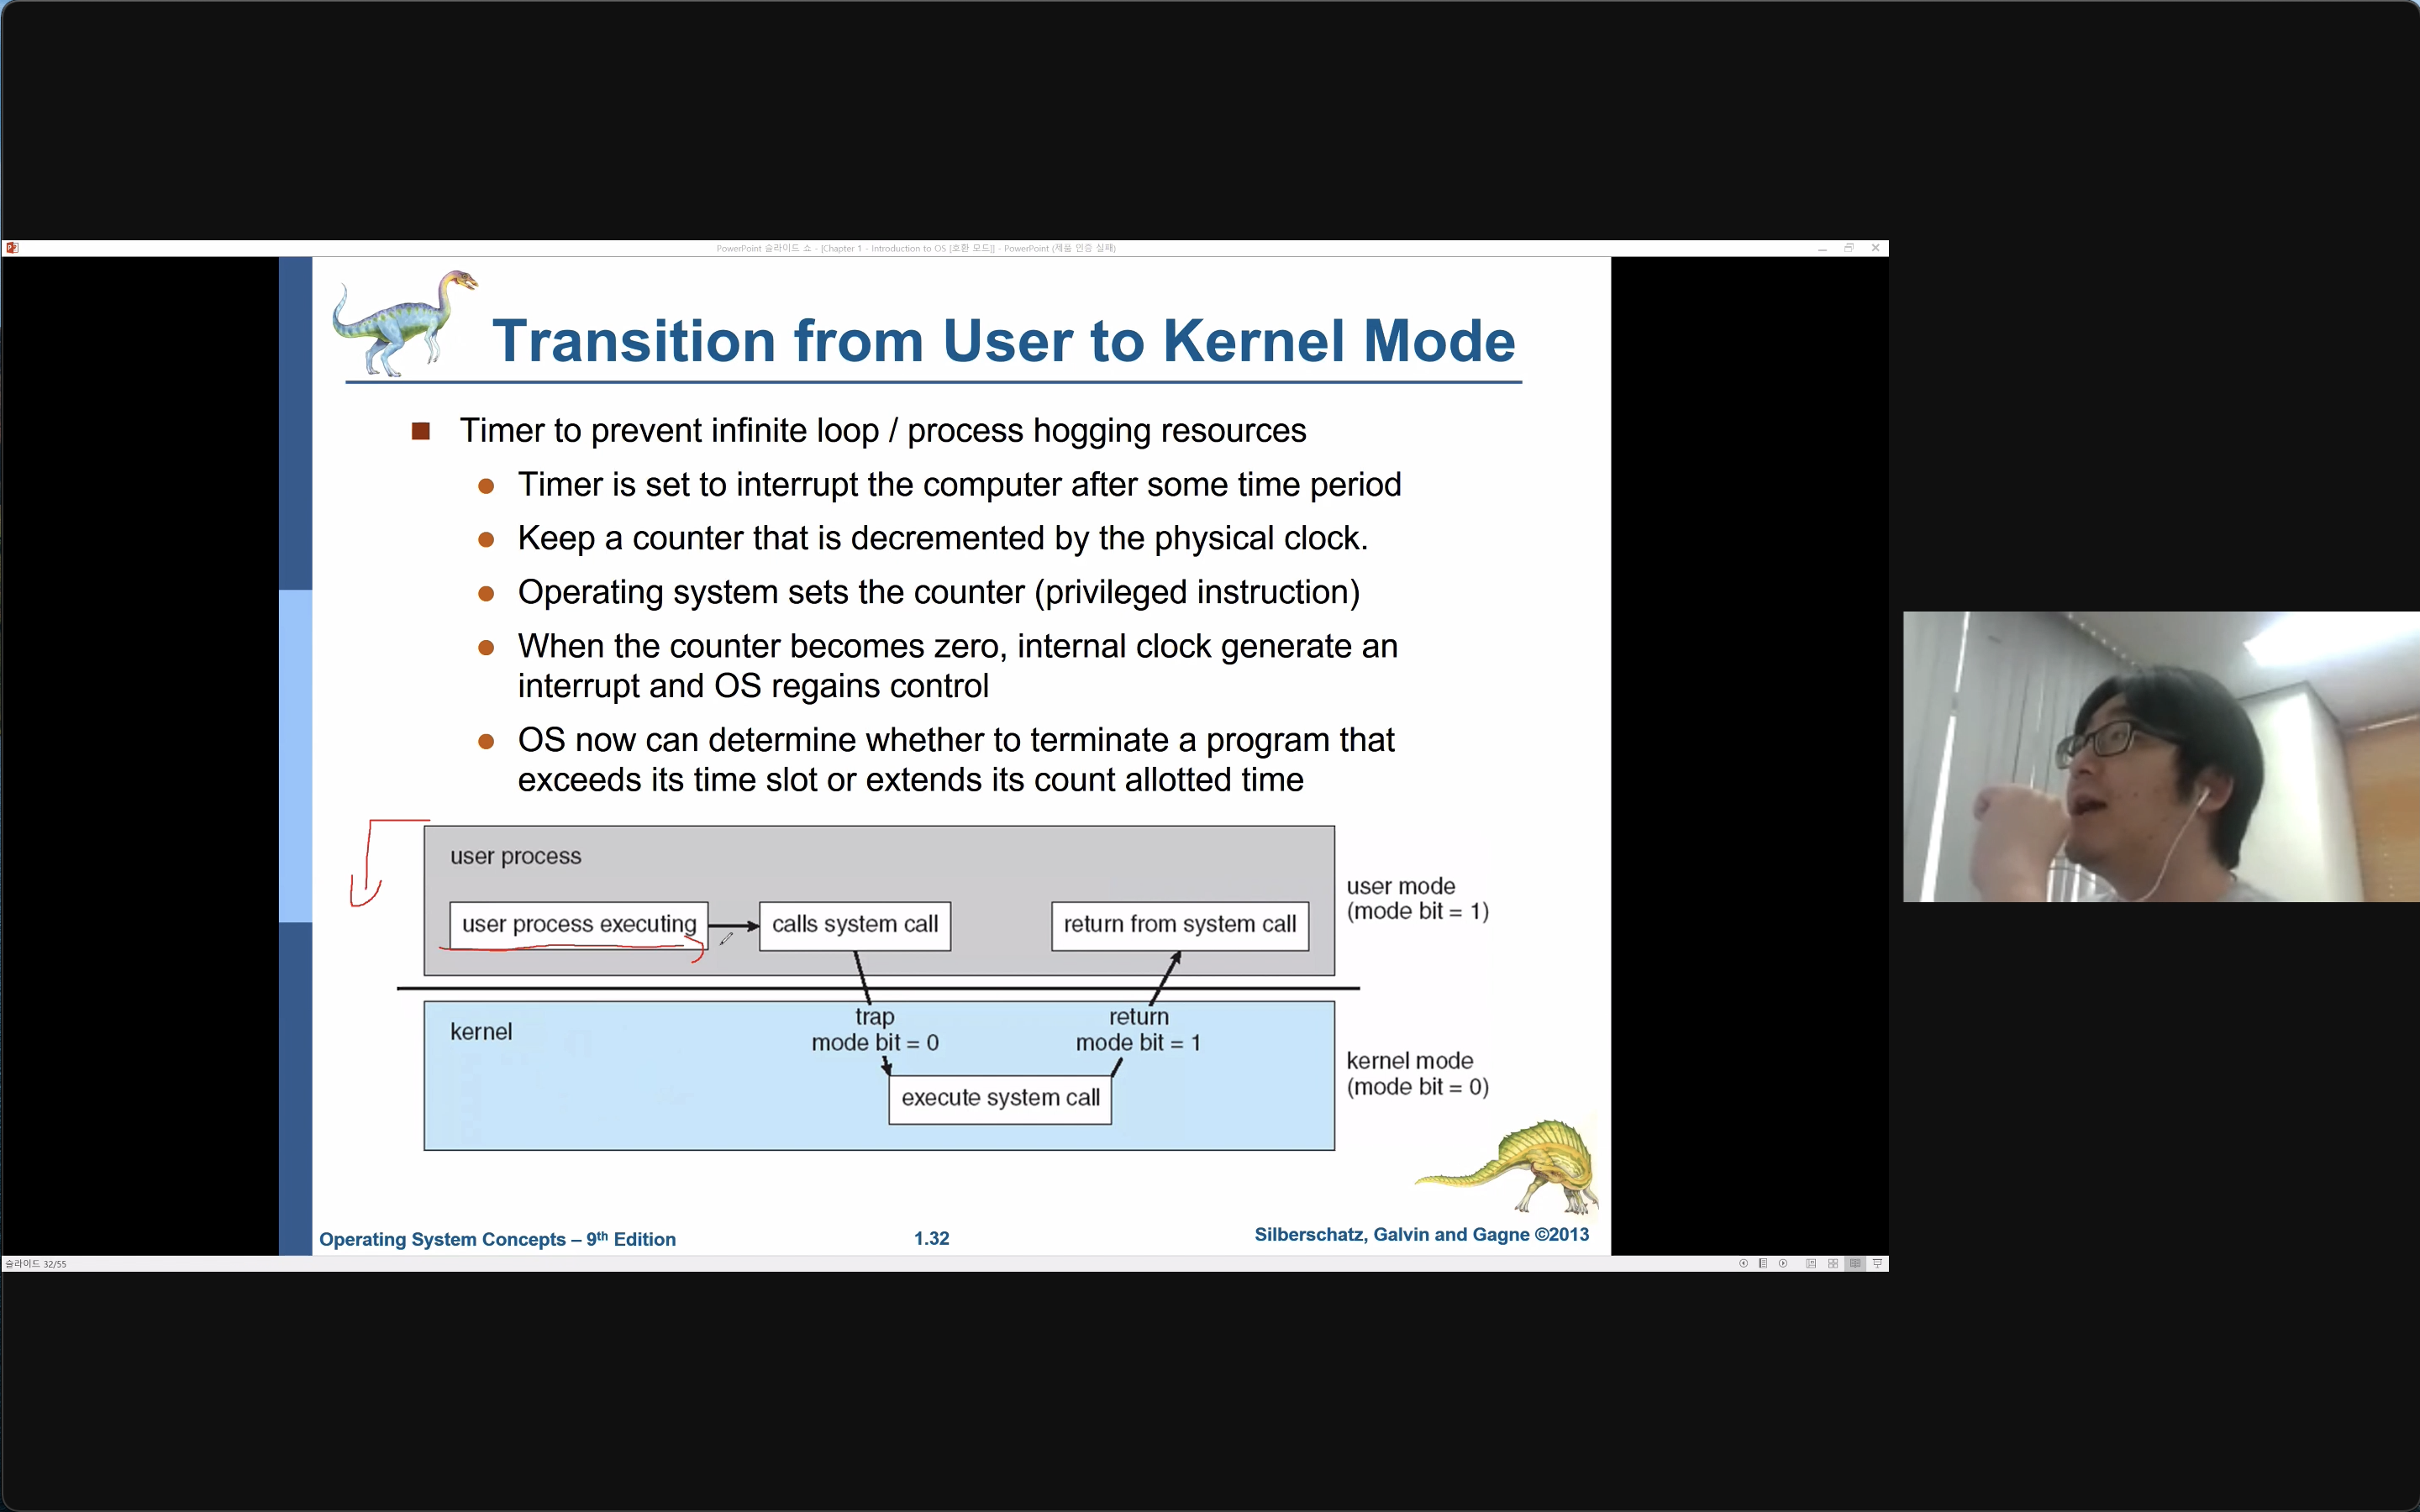 PowerPoint 슬라이드 쇼 - [Chapter 1 - Introduction to OS [호환 모드]] - PowerPoint (제품 인증 실패)
Transition from User to Kernel Mode
Timer to prevent infinite loop / process hogging resources
Timer is set to interrupt the computer after some time period
Keep a counter that is decremented by the physical clock.
Operating system sets the counter (privileged instruction)
When the counter becomes zero, internal clock generate an
interrupt and OS regains control
OS now can determine whether to terminate a program that
exceeds its time slot or extends its count allotted time
user process
user process executing
calls system call
return from system call
user mode
(mode bit = 1)
kernel
trap
mode bit = 0
return
mode bit = 1
execute system call
kernel mode
(mode bit = 0)
Operating System Concepts – 9th Edition
1.32
Silberschatz, Galvin and Gagne ©2013
슬라이드 32/55